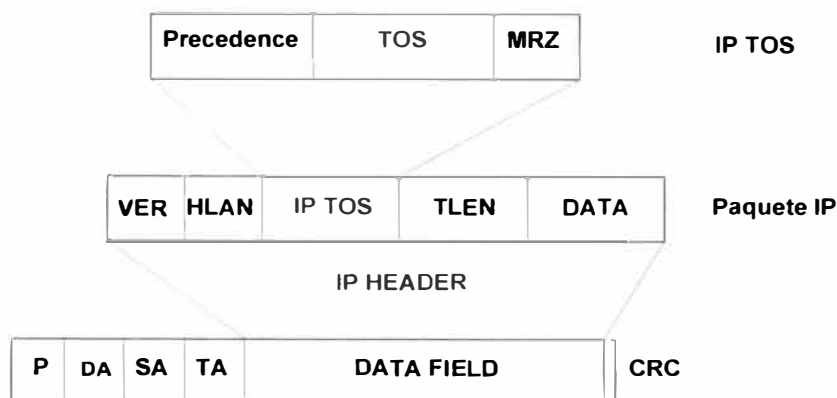 Precedence TOS MRZ IP TOS
VER HLAN IP TOS TLEN DATA Paquete IP
IP HEADER
P DA SA TA DATA FIELD CRC